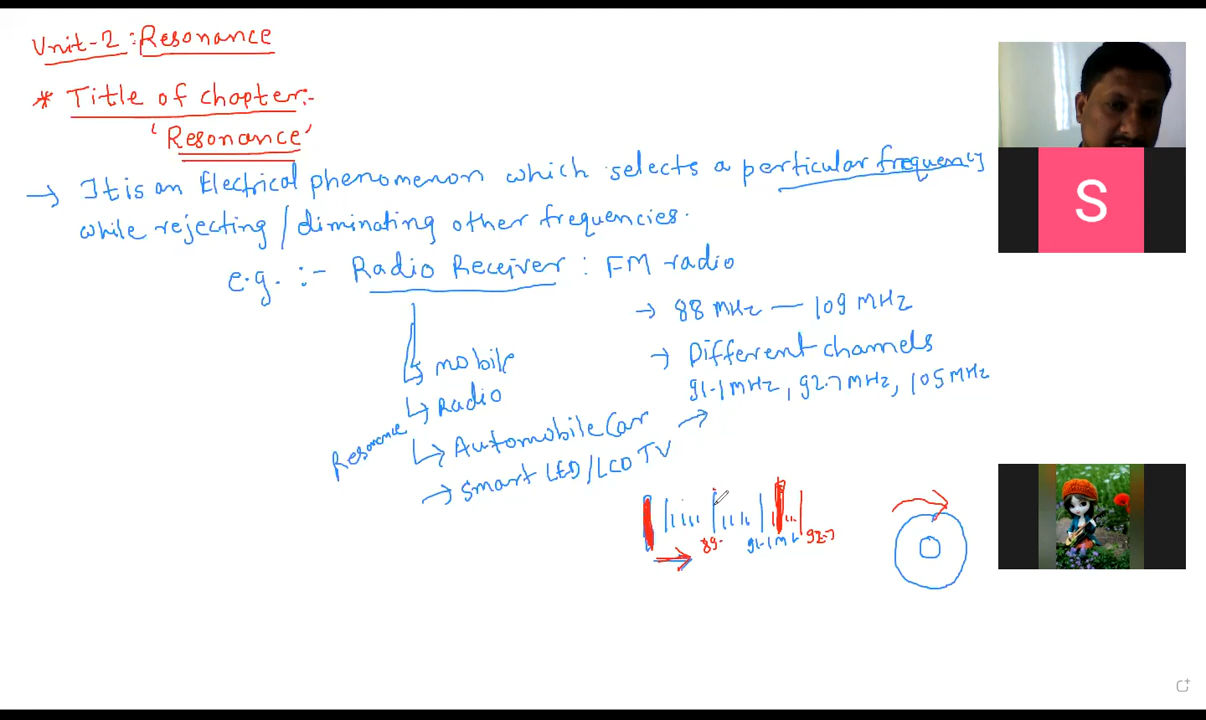 Unit-2 : Resonance
* Title of chapter:-
'Resonance'
→ It is an Electrical phenomenon which selects a perticular frequency
while rejecting/diminating other frequencies.
e.g. :- Radio Receiver : FM radio
→ 88 MHz — 109 MHz
→ Different channels
91.1 MHz, 92.7 MHz, 105 MHz
mobile
Radio
Resonance
Automobile Car →
→ Smart LED/LCD TV
89.
91.1 M
92.7
S